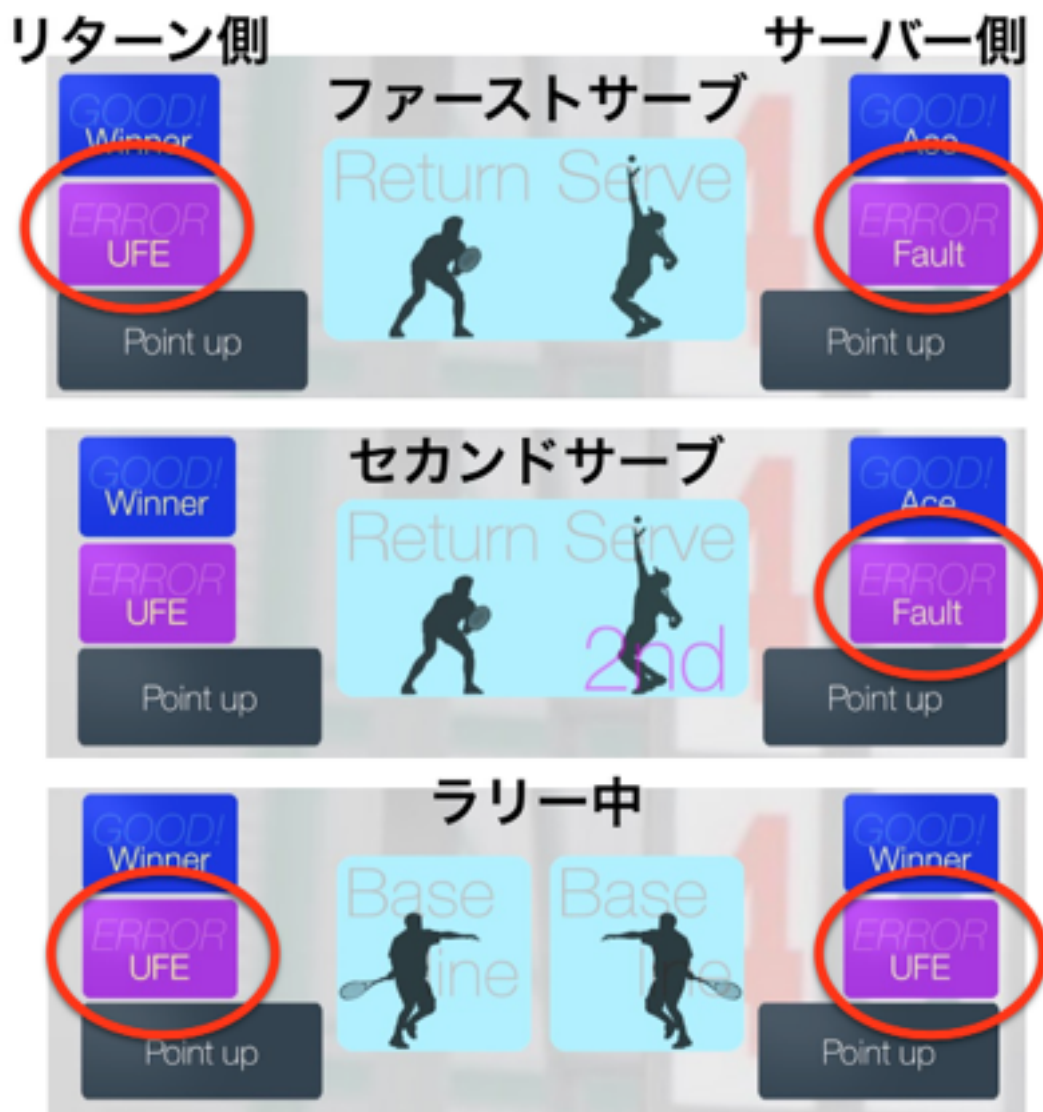 リターン側
サーバー側
ファーストサーブ
GOOD!
Winner
ERROR
UFE
Point up
Return Serve
GOOD!
Ace
ERROR
Fault
Point up
セカンドサーブ
GOOD!
Winner
ERROR
UFE
Point up
Return Serve
2nd
GOOD!
Ace
ERROR
Fault
Point up
ラリー中
GOOD!
Winner
ERROR
UFE
Point up
Base
line
Base
line
GOOD!
Winner
ERROR
UFE
Point up